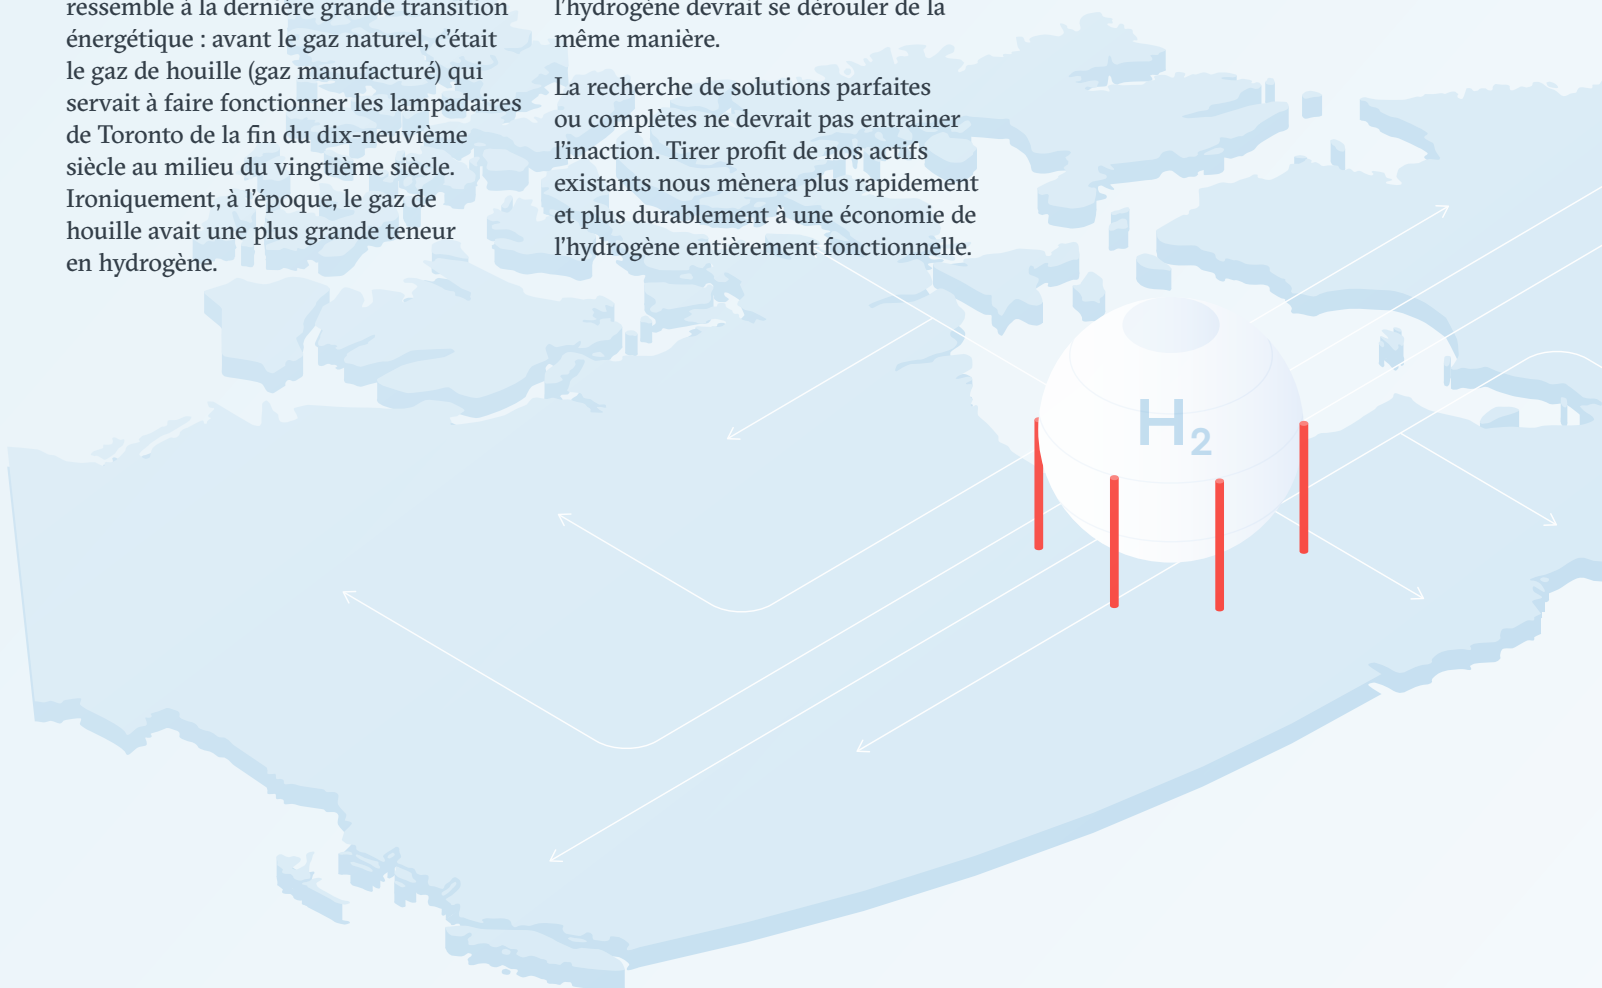 ressemble à la dernière grande transition
énergétique : avant le gaz naturel, c’était
le gaz de houille (gaz manufacturé) qui
servait à faire fonctionner les lampadaires
de Toronto de la fin du dix-neuvième
siècle au milieu du vingtième siècle.
Ironiquement, à l’époque, le gaz de
houille avait une plus grande teneur
en hydrogène.
l’hydrogène devrait se dérouler de la
même manière.
La recherche de solutions parfaites
ou complètes ne devrait pas entrainer
l’inaction. Tirer profit de nos actifs
existants nous mènera plus rapidement
et plus durablement à une économie de
l’hydrogène entièrement fonctionnelle.
H₂